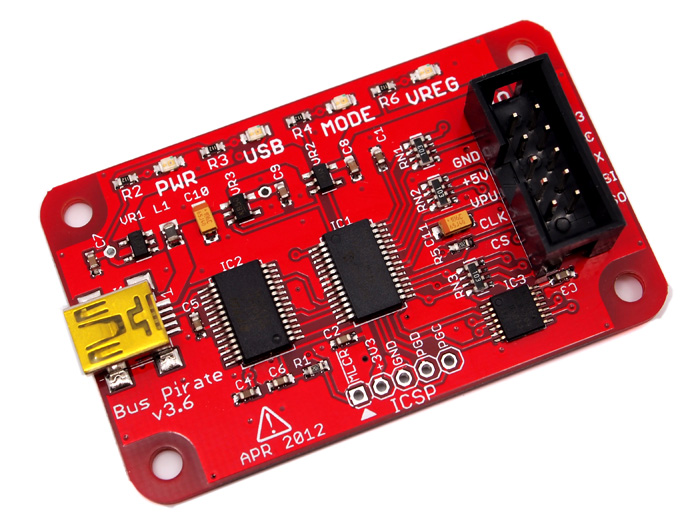 R2
PWR
R3
USB
R4
MODE
R6
VREG
VR1
L1
C10
VR3
C9
VR2
C8
C1
RN1
GND
RN2
+5V
VPU
CLK
CS
R5
C11
RN3
IC3
C3
C7
IC2
IC1
C5
C2
R1
C4
C6
MLCR
+3V3
GND
PGD
PGC
ICSP
Bus Pirate
v3.6
APR 2012